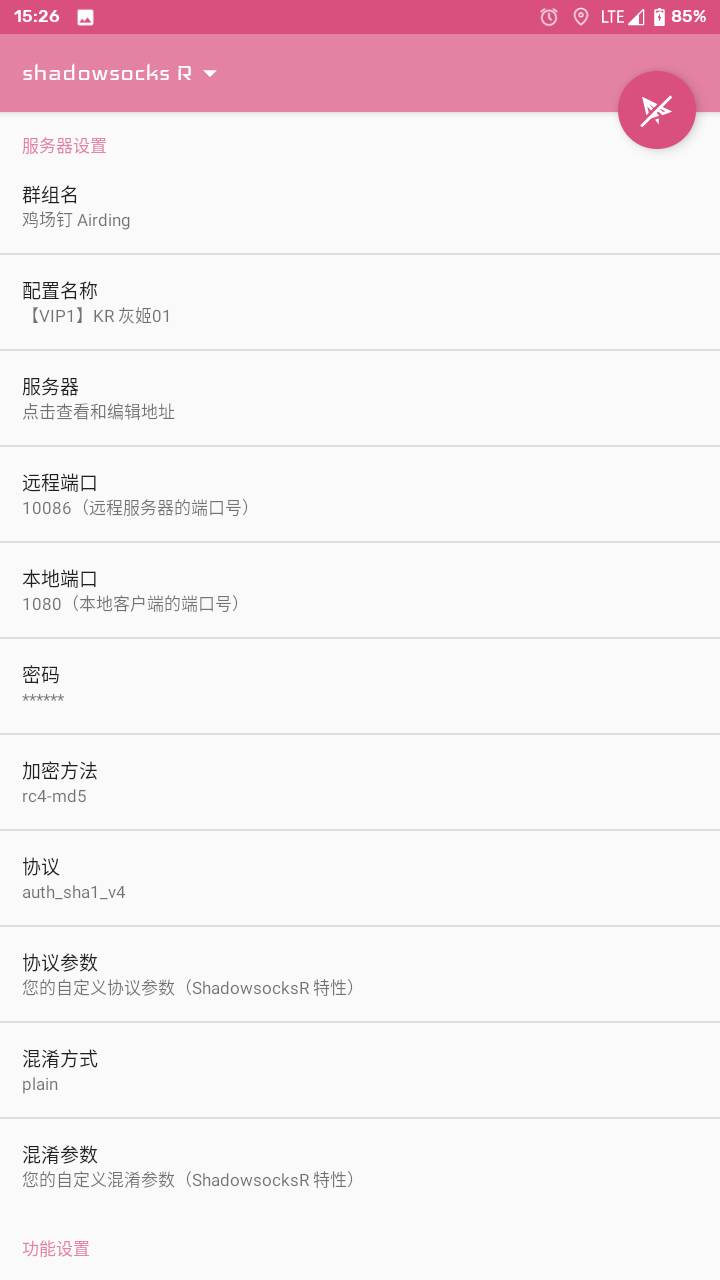 15:26 LTE 85%
shadowsocks R
服务器设置
群组名
鸡场钉 Airding
配置名称
【VIP1】KR 灰姬01
服务器
点击查看和编辑地址
远程端口
10086（远程服务器的端口号）
本地端口
1080（本地客户端的端口号）
密码
******
加密方法
rc4-md5
协议
auth_sha1_v4
协议参数
您的自定义协议参数（ShadowsocksR 特性）
混淆方式
plain
混淆参数
您的自定义混淆参数（ShadowsocksR 特性）
功能设置